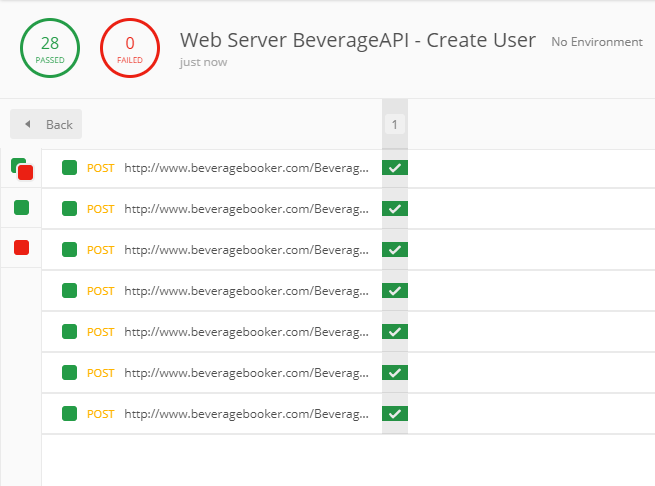 28
PASSED
0
FAILED
Web Server BeverageAPI - Create User No Environment
just now
Back
1
POST http://www.beveragebooker.com/Beverag...
POST http://www.beveragebooker.com/Beverag...
POST http://www.beveragebooker.com/Beverag...
POST http://www.beveragebooker.com/Beverag...
POST http://www.beveragebooker.com/Beverag...
POST http://www.beveragebooker.com/Beverag...
POST http://www.beveragebooker.com/Beverag...